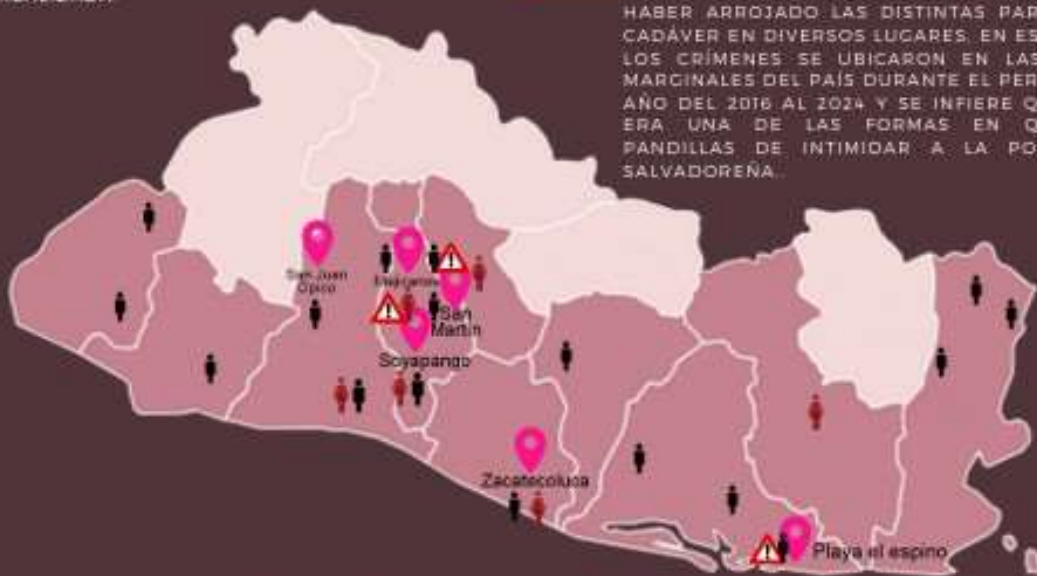 HABER ARROJADO LAS DISTINTAS PAR
CADÁVER EN DIVERSOS LUGARES. EN ES
LOS CRÍMENES SE UBICARON EN LAS
MARGINALES DEL PAÍS DURANTE EL PER
AÑO DEL 2016 AL 2024 Y SE INFIERE Q
ERA UNA DE LAS FORMAS EN Q
PANDILLAS DE INTIMIDAR A LA PO
SALVADOREÑA..
San Juan
Opico
Mejicanos
San
Martin
Soyapango
Zacatecoluca
Playa el espino